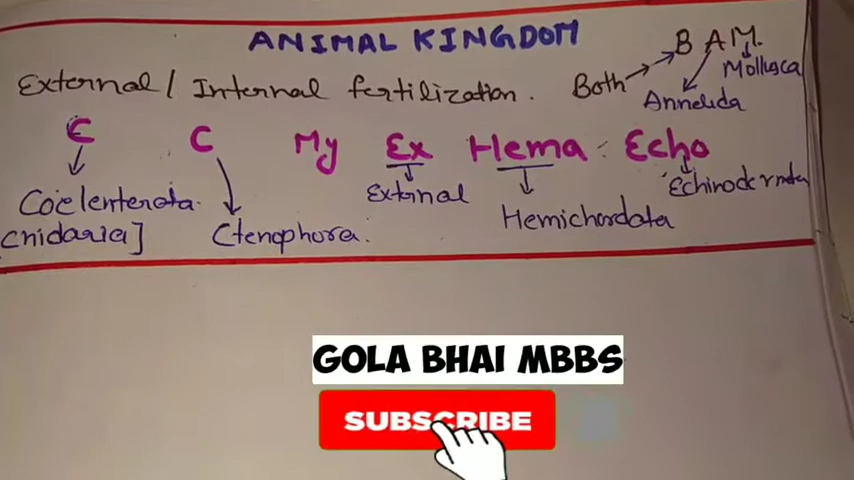 ANIMAL KINGDOM
External / Internal fertilization.
Both → B A M.
Mollusca
Annelida
C C My Ex Hema Echo
Coelenterata
cnidaria]
Ctenophora.
External
Hemichordata
Echinodermata
GOLA BHAI MBBS
SUBSCRIBE